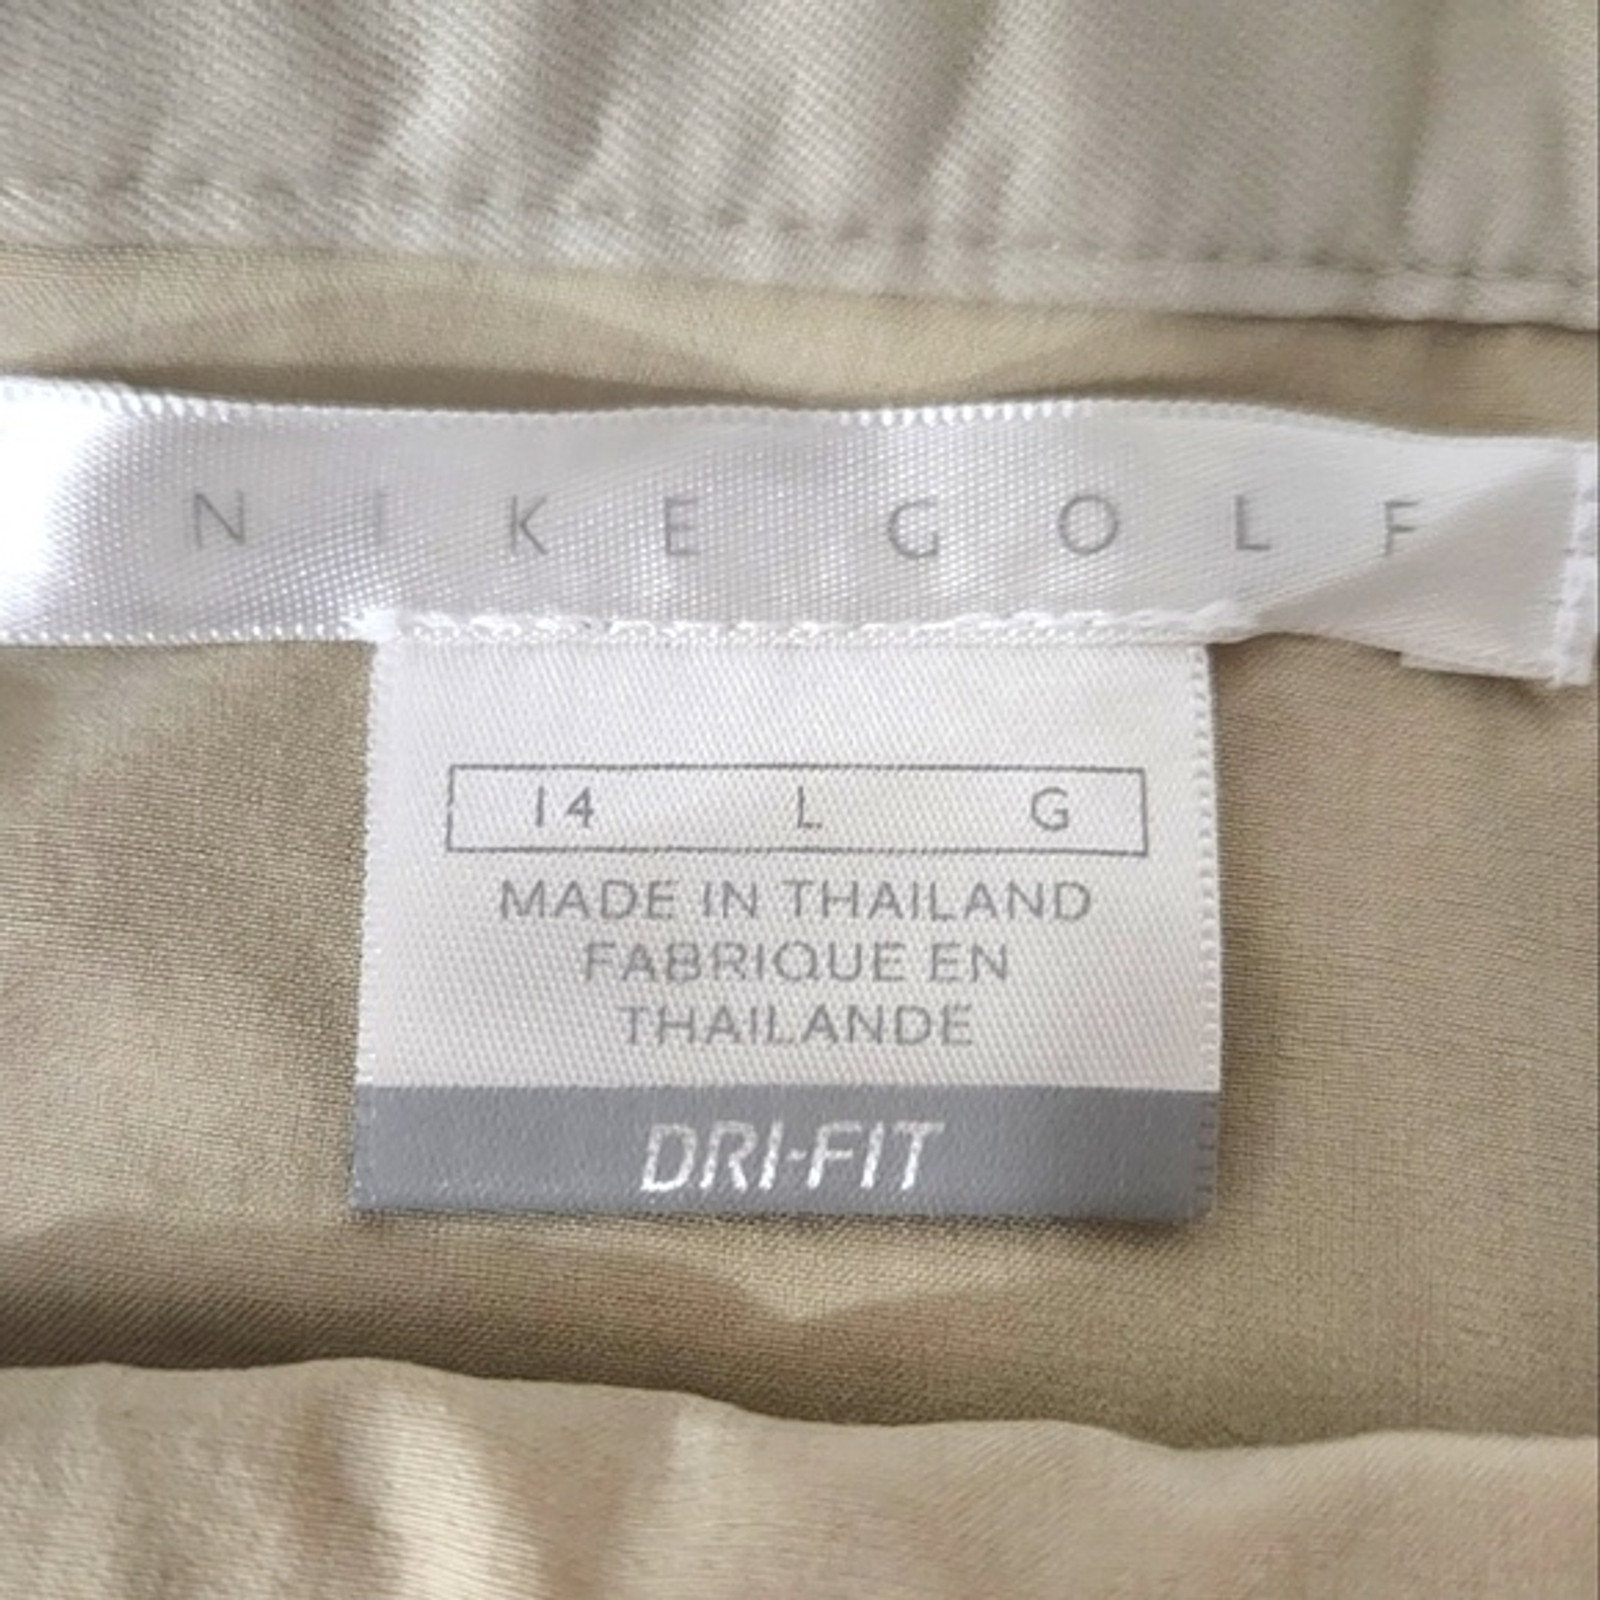 NIKE GOLF
14 L G
MADE IN THAILAND
FABRIQUE EN
THAILANDE
DRI-FIT